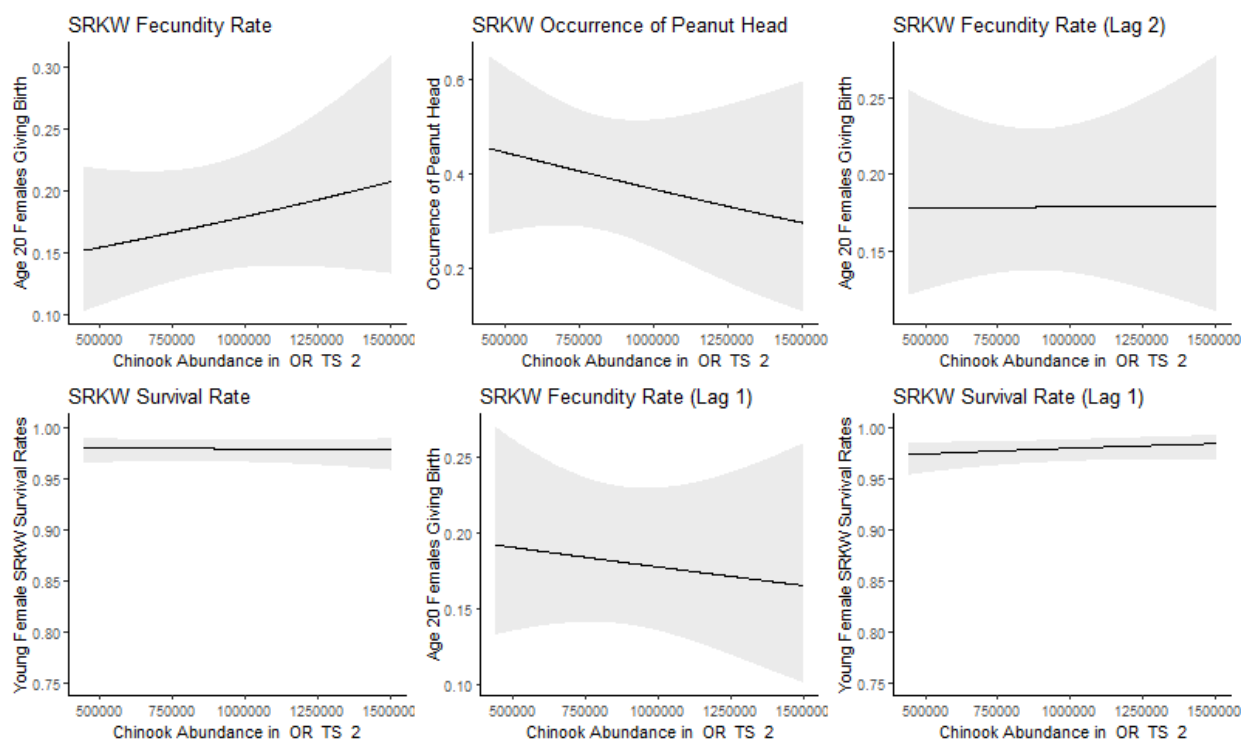 SRKW Fecundity Rate
Age 20 Females Giving Birth
0.30
0.25
0.20
0.15
0.10
500000 750000 1000000 1250000 1500000
Chinook Abundance in OR TS 2
SRKW Occurrence of Peanut Head
Occurrence of Peanut Head
0.6
0.4
0.2
500000 750000 1000000 1250000 1500000
Chinook Abundance in OR TS 2
SRKW Fecundity Rate (Lag 2)
Age 20 Females Giving Birth
0.25
0.20
0.15
500000 750000 1000000 1250000 1500000
Chinook Abundance in OR TS 2
SRKW Survival Rate
Young Female SRKW Survival Rates
1.00
0.95
0.90
0.85
0.80
0.75
500000 750000 1000000 1250000 1500000
Chinook Abundance in OR TS 2
SRKW Fecundity Rate (Lag 1)
Age 20 Females Giving Birth
0.25
0.20
0.15
0.10
500000 750000 1000000 1250000 1500000
Chinook Abundance in OR TS 2
SRKW Survival Rate (Lag 1)
Young Female SRKW Survival Rates
1.00
0.95
0.90
0.85
0.80
0.75
500000 750000 1000000 1250000 1500000
Chinook Abundance in OR TS 2